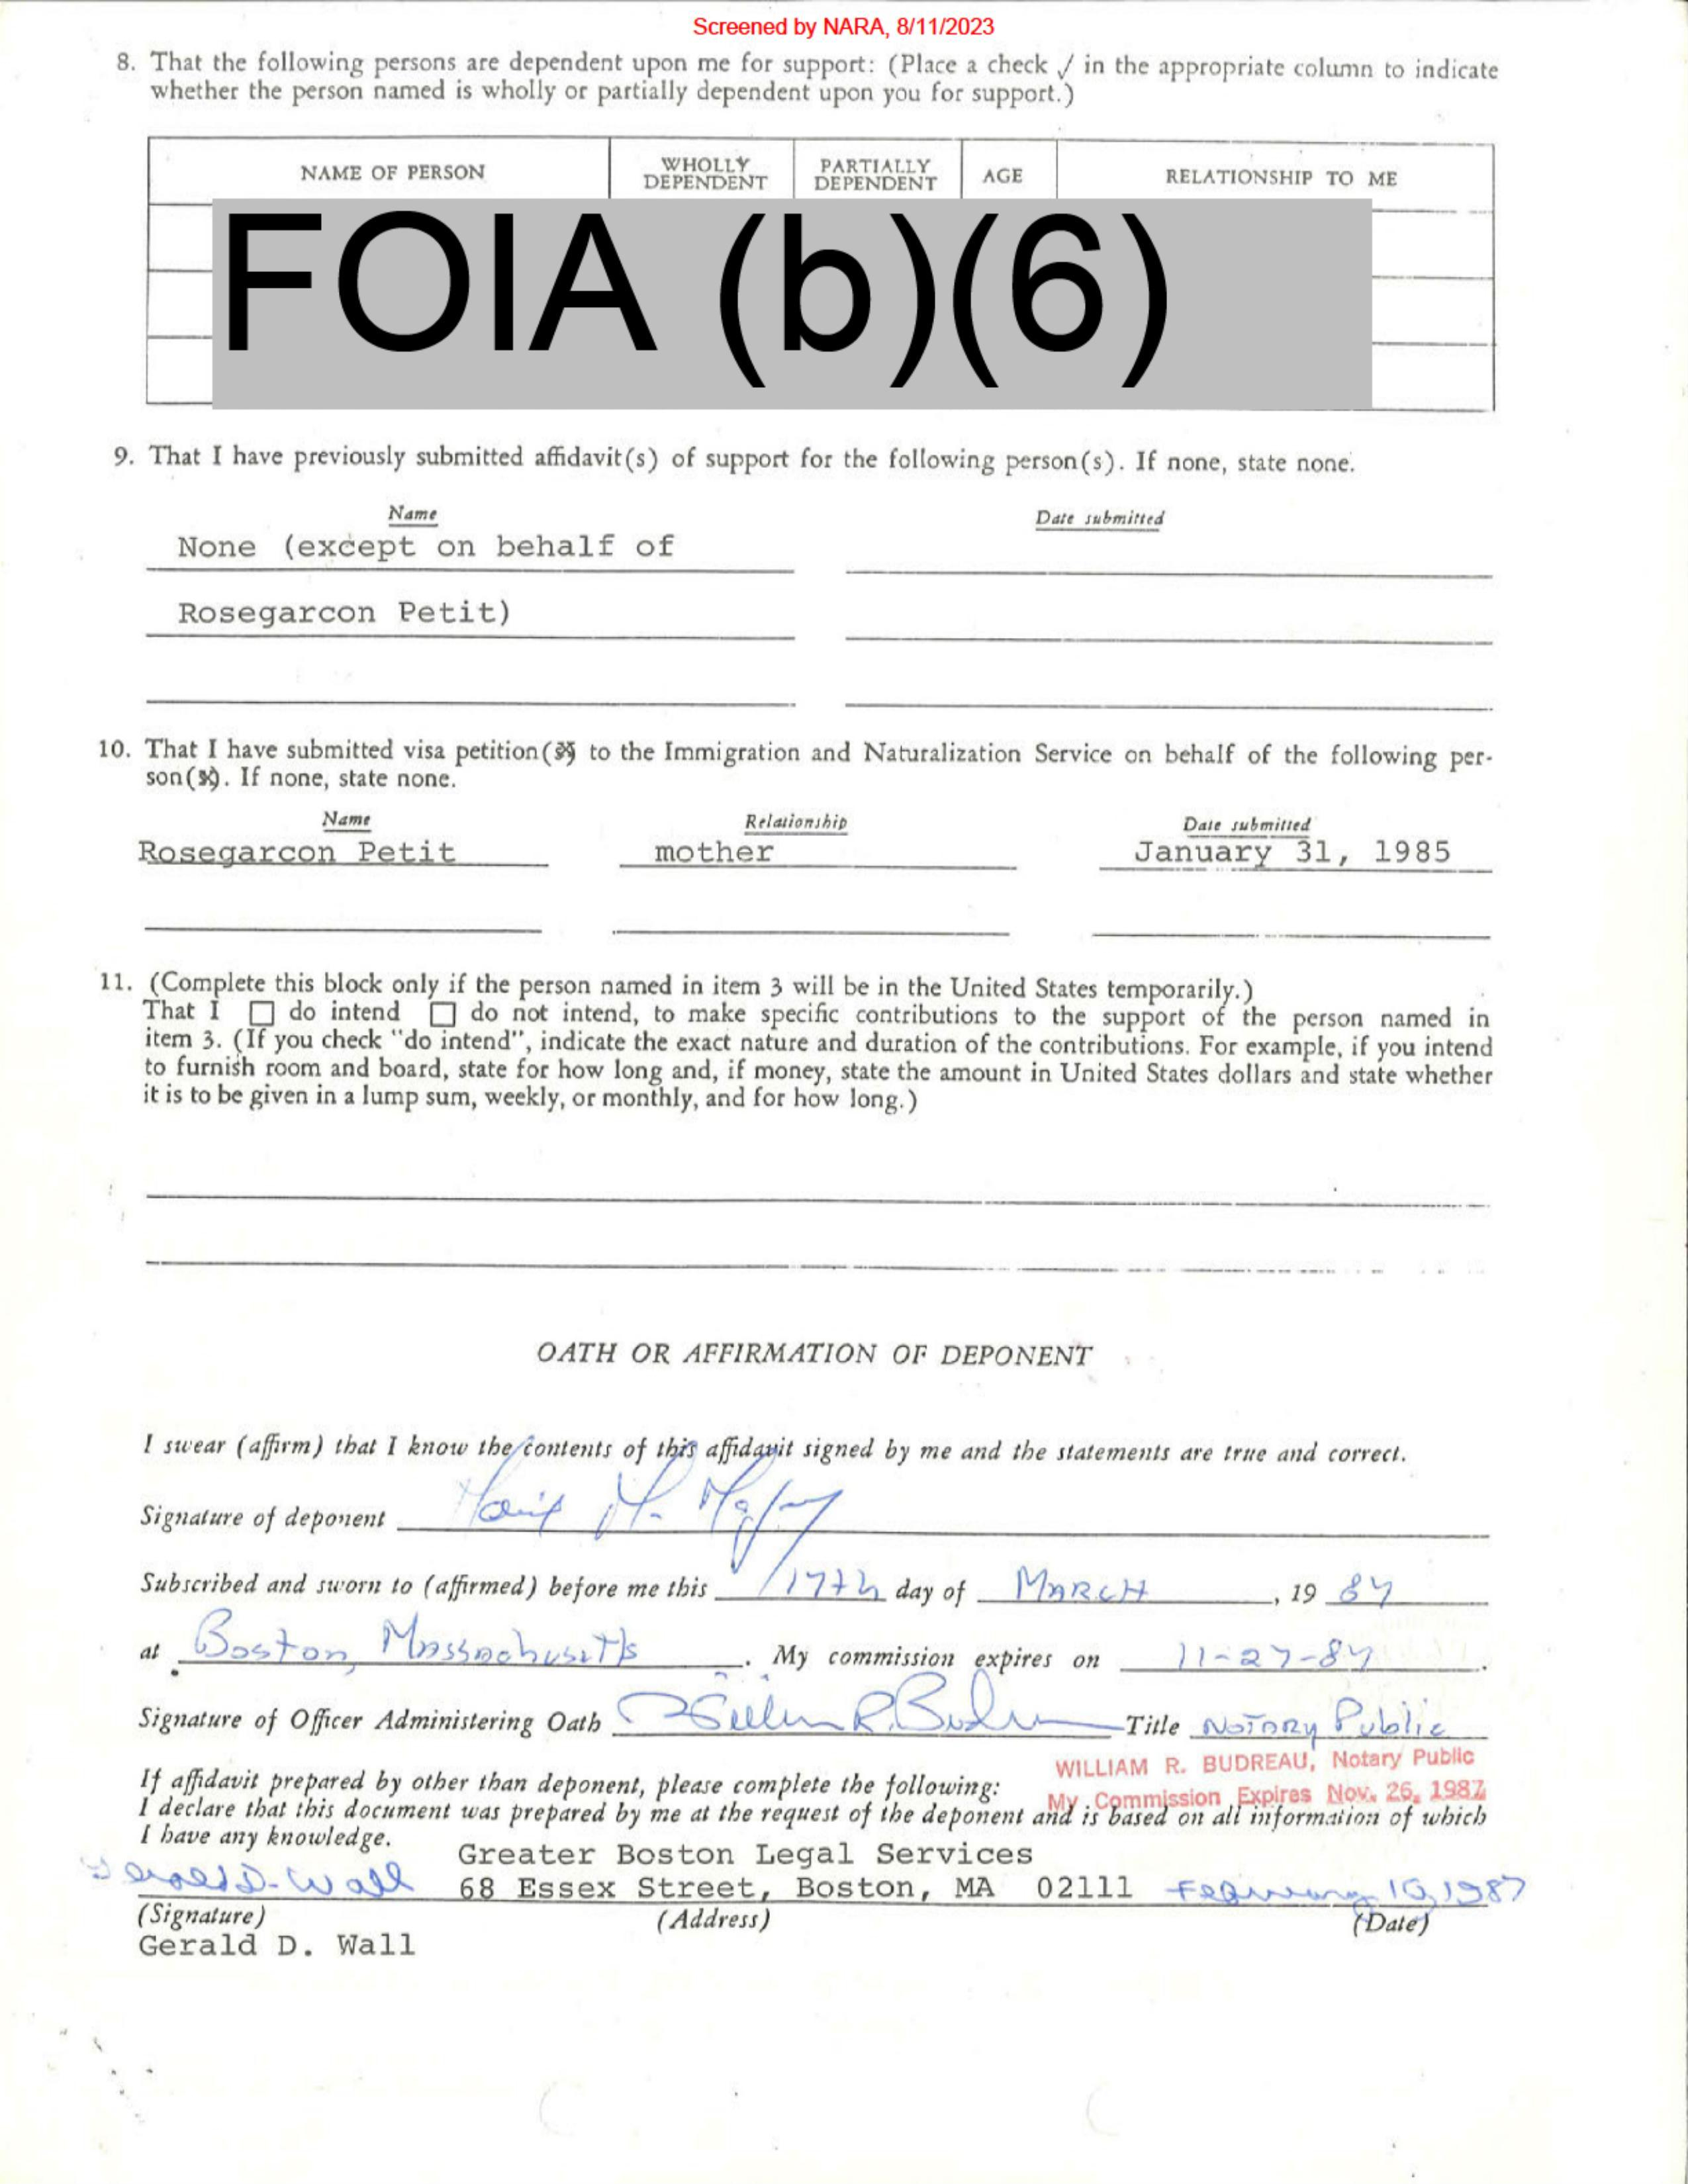 Screened by NARA, 8/11/2023
8. That the following persons are dependent upon me for support: (Place a check ✓ in the appropriate column to indicate
whether the person named is wholly or partially dependent upon you for support.)
NAME OF PERSON WHOLLY DEPENDENT PARTIALLY DEPENDENT AGE RELATIONSHIP TO ME
FOIA (b)(6)
9. That I have previously submitted affidavit(s) of support for the following person(s). If none, state none.
Name Date submitted
None (except on behalf of
Rosegarcon Petit)
10. That I have submitted visa petition(s) to the Immigration and Naturalization Service on behalf of the following per-
son(s). If none, state none.
Name Relationship Date submitted
Rosegarcon Petit mother January 31, 1985
11. (Complete this block only if the person named in item 3 will be in the United States temporarily.)
That I ☐ do intend ☐ do not intend, to make specific contributions to the support of the person named in
item 3. (If you check "do intend", indicate the exact nature and duration of the contributions. For example, if you intend
to furnish room and board, state for how long and, if money, state the amount in United States dollars and state whether
it is to be given in a lump sum, weekly, or monthly, and for how long.)
OATH OR AFFIRMATION OF DEPONENT
I swear (affirm) that I know the contents of this affidavit signed by me and the statements are true and correct.
Signature of deponent
Subscribed and sworn to (affirmed) before me this 17th day of MARCH, 19 87
at Boston, Massachusetts. My commission expires on 11-27-87.
Signature of Officer Administering Oath William R. Budreau Title Notary Public
WILLIAM R. BUDREAU, Notary Public
If affidavit prepared by other than deponent, please complete the following:
My Commission Expires Nov. 26, 1987
I declare that this document was prepared by me at the request of the deponent and is based on all information of which
I have any knowledge.
Greater Boston Legal Services
Gerald D. Wall 68 Essex Street, Boston, MA 02111 February 10, 1987
(Signature) (Address) (Date)
Gerald D. Wall